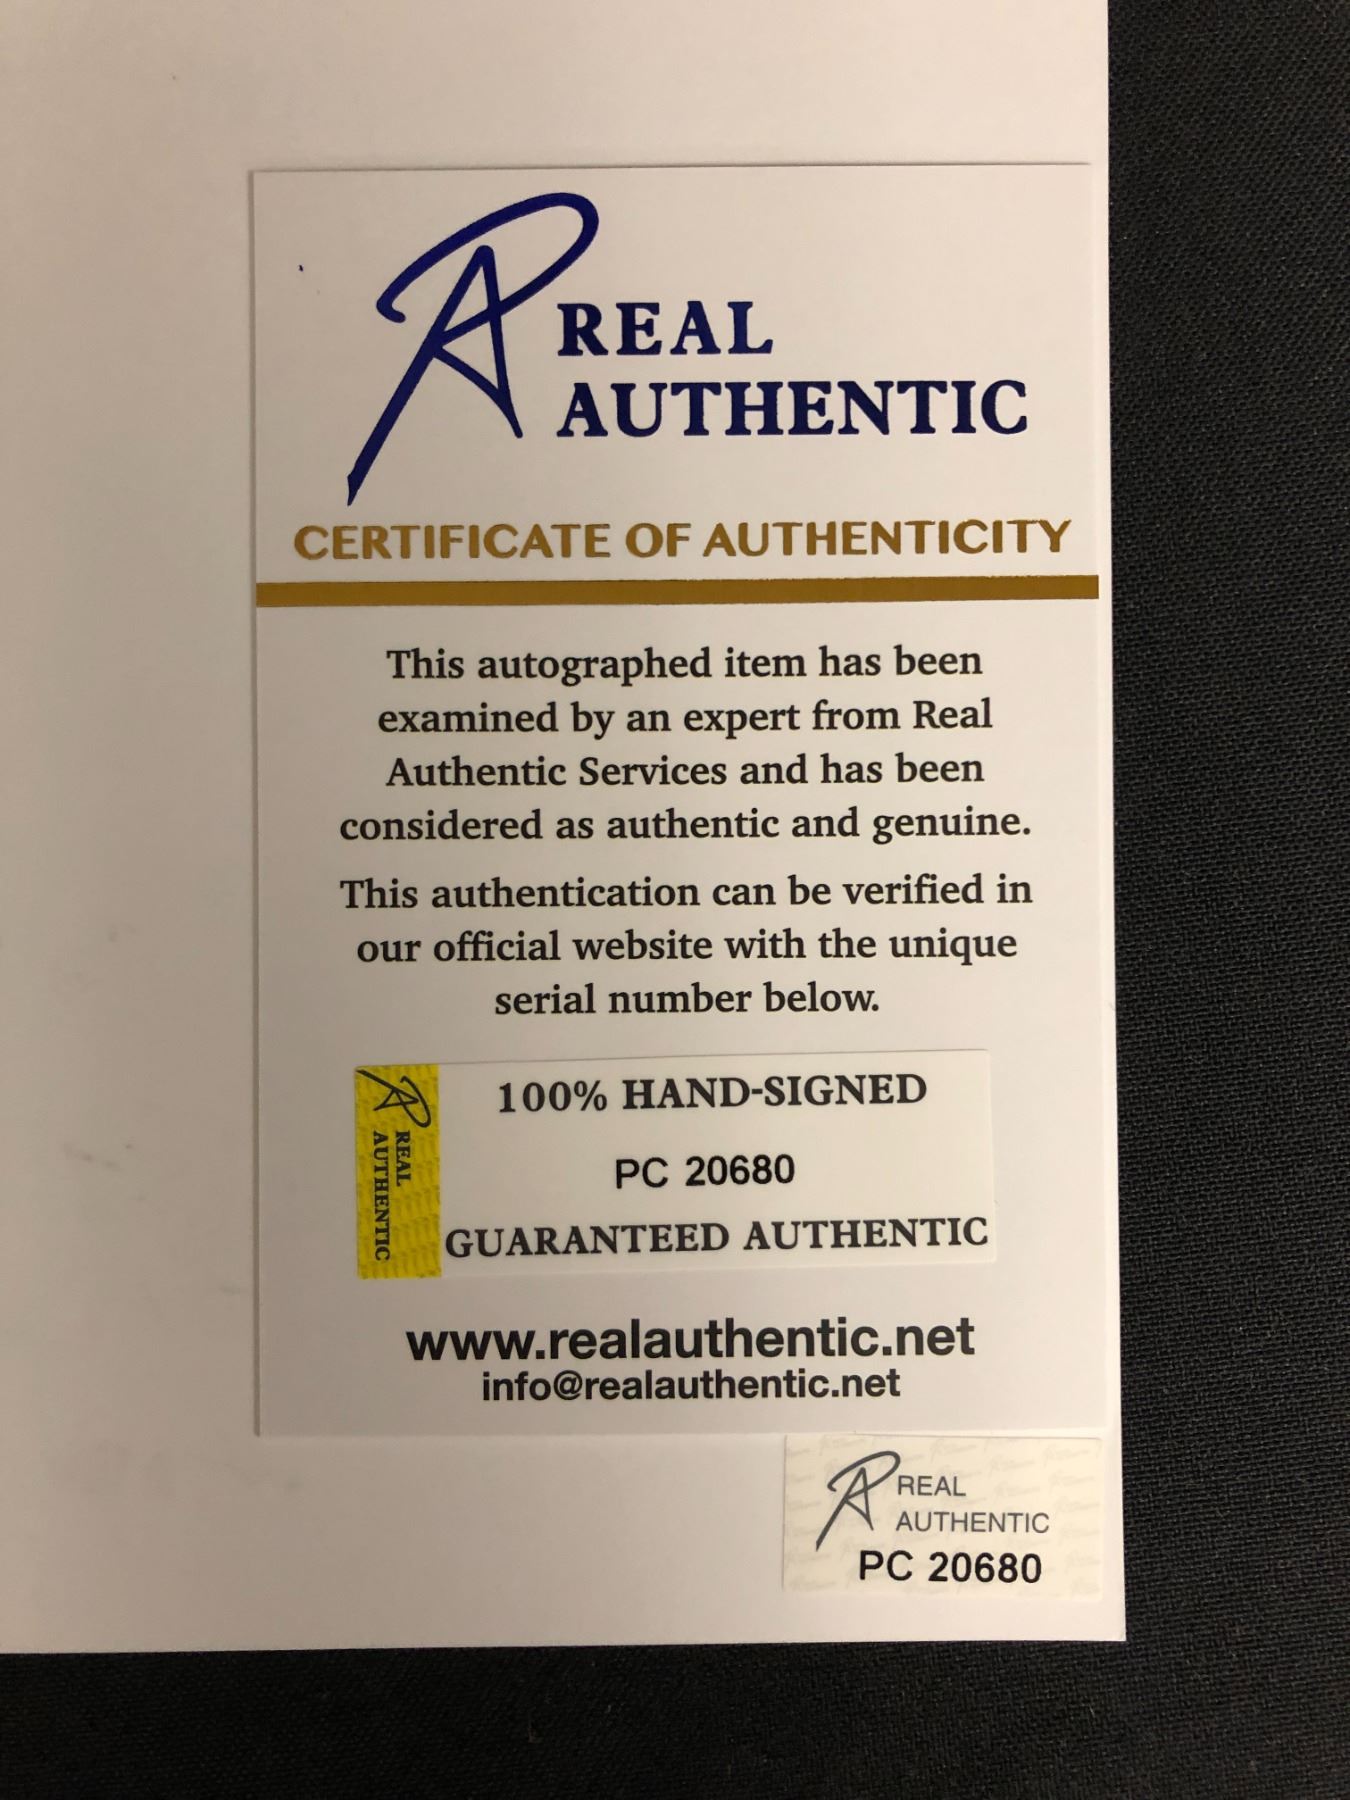 REAL
AUTHENTIC
CERTIFICATE OF AUTHENTICITY
This autographed item has been
examined by an expert from Real
Authentic Services and has been
considered as authentic and genuine.
This authentication can be verified in
our official website with the unique
serial number below.
REAL
AUTHENTIC
100% HAND-SIGNED
PC 20680
GUARANTEED AUTHENTIC
www.realauthentic.net
info@realauthentic.net
REAL
AUTHENTIC
PC 20680